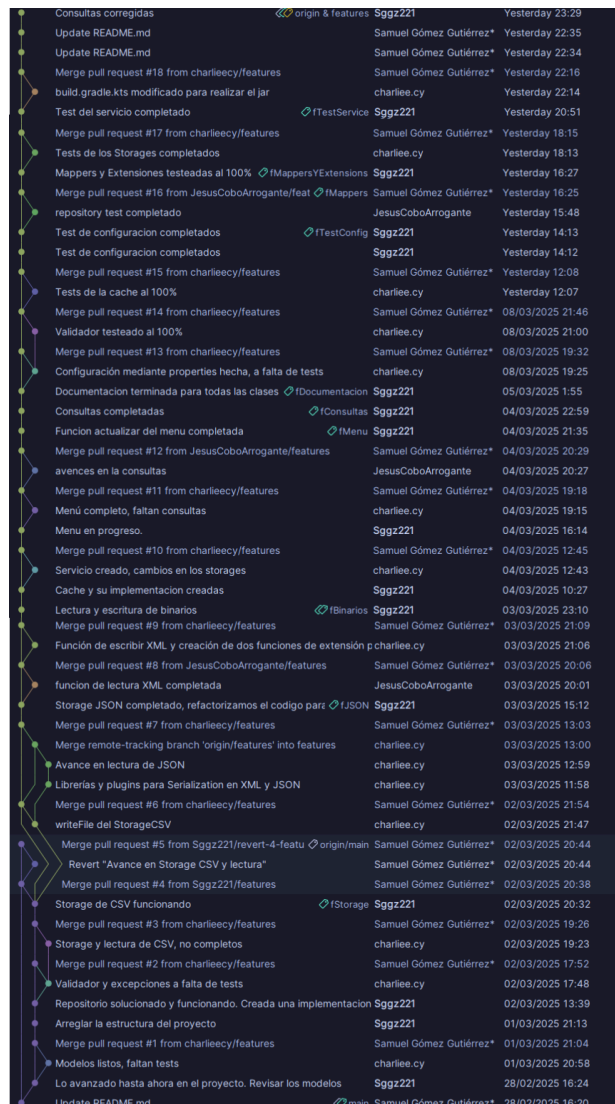 Consultas corregidas origin & features Sggz221 Yesterday 23:29
Update README.md Samuel Gómez Gutiérrez* Yesterday 22:35
Update README.md Samuel Gómez Gutiérrez* Yesterday 22:34
Merge pull request #18 from charlieecy/features Samuel Gómez Gutiérrez* Yesterday 22:16
build.gradle.kts modificado para realizar el jar charlie.cy Yesterday 22:14
Test del servicio completado fTestService Sggz221 Yesterday 20:51
Merge pull request #17 from charlieecy/features Samuel Gómez Gutiérrez* Yesterday 18:15
Tests de los Storages completados charlie.cy Yesterday 18:13
Mappers y Extensiones testeadas al 100% fMappersYExtensions Sggz221 Yesterday 16:27
Merge pull request #16 from JesusCoboArrogante/feat fMappers Samuel Gómez Gutiérrez* Yesterday 16:25
repository test completado JesusCoboArrogante Yesterday 15:48
Test de configuracion completados fTestConfig Sggz221 Yesterday 14:13
Test de configuracion completados Sggz221 Yesterday 14:12
Merge pull request #15 from charlieecy/features Samuel Gómez Gutiérrez* Yesterday 12:08
Tests de la cache al 100% charlie.cy Yesterday 12:07
Merge pull request #14 from charlieecy/features Samuel Gómez Gutiérrez* 08/03/2025 21:46
Validador testeado al 100% charlie.cy 08/03/2025 21:00
Merge pull request #13 from charlieecy/features Samuel Gómez Gutiérrez* 08/03/2025 19:32
Configuración mediante properties hecha, a falta de tests charlie.cy 08/03/2025 19:25
Documentacion terminada para todas las clases fDocumentacion Sggz221 05/03/2025 1:55
Consultas completadas fConsultas Sggz221 04/03/2025 22:59
Funcion actualizar del menu completada fMenu Sggz221 04/03/2025 21:35
Merge pull request #12 from JesusCoboArrogante/features Samuel Gómez Gutiérrez* 04/03/2025 20:29
avences en la consultas JesusCoboArrogante 04/03/2025 20:27
Merge pull request #11 from charlieecy/features Samuel Gómez Gutiérrez* 04/03/2025 19:18
Menú completo, faltan consultas charlie.cy 04/03/2025 19:15
Menu en progreso. Sggz221 04/03/2025 16:14
Merge pull request #10 from charlieecy/features Samuel Gómez Gutiérrez* 04/03/2025 12:45
Servicio creado, cambios en los storages charlie.cy 04/03/2025 12:43
Cache y su implementacion creadas Sggz221 04/03/2025 10:27
Lectura y escritura de binarios fBinarios Sggz221 03/03/2025 23:10
Merge pull request #9 from charlieecy/features Samuel Gómez Gutiérrez* 03/03/2025 21:09
Función de escribir XML y creación de dos funciones de extensión p charlie.cy 03/03/2025 21:06
Merge pull request #8 from JesusCoboArrogante/features Samuel Gómez Gutiérrez* 03/03/2025 20:06
funcion de lectura XML completada JesusCoboArrogante 03/03/2025 20:01
Storage JSON completado, refactorizamos el codigo para fJSON Sggz221 03/03/2025 15:12
Merge pull request #7 from charlieecy/features Samuel Gómez Gutiérrez* 03/03/2025 13:03
Merge remote-tracking branch 'origin/features' into features charlie.cy 03/03/2025 13:00
Avance en lectura de JSON charlie.cy 03/03/2025 12:59
Librerías y plugins para Serialization en XML y JSON charlie.cy 03/03/2025 11:58
Merge pull request #6 from charlieecy/features Samuel Gómez Gutiérrez* 02/03/2025 21:54
writeFile del StorageCSV charlie.cy 02/03/2025 21:47
Merge pull request #5 from Sggz221/revert-4-featu origin/main Samuel Gómez Gutiérrez* 02/03/2025 20:44
Revert "Avance en Storage CSV y lectura" Samuel Gómez Gutiérrez* 02/03/2025 20:44
Merge pull request #4 from Sggz221/features Samuel Gómez Gutiérrez* 02/03/2025 20:38
Storage de CSV funcionando fStorage Sggz221 02/03/2025 20:32
Merge pull request #3 from charlieecy/features Samuel Gómez Gutiérrez* 02/03/2025 19:26
Storage y lectura de CSV, no completos charlie.cy 02/03/2025 19:23
Merge pull request #2 from charlieecy/features Samuel Gómez Gutiérrez* 02/03/2025 17:52
Validador y excepciones a falta de tests charlie.cy 02/03/2025 17:48
Repositorio solucionado y funcionando. Creada una implementacion Sggz221 02/03/2025 13:39
Arreglar la estructura del proyecto Sggz221 01/03/2025 21:13
Merge pull request #1 from charlieecy/features Samuel Gómez Gutiérrez* 01/03/2025 21:04
Modelos listos, faltan tests charlie.cy 01/03/2025 20:58
Lo avanzado hasta ahora en el proyecto. Revisar los modelos Sggz221 28/02/2025 16:24
Update README.md main Samuel Gómez Gutiérrez* 28/02/2025 16:20